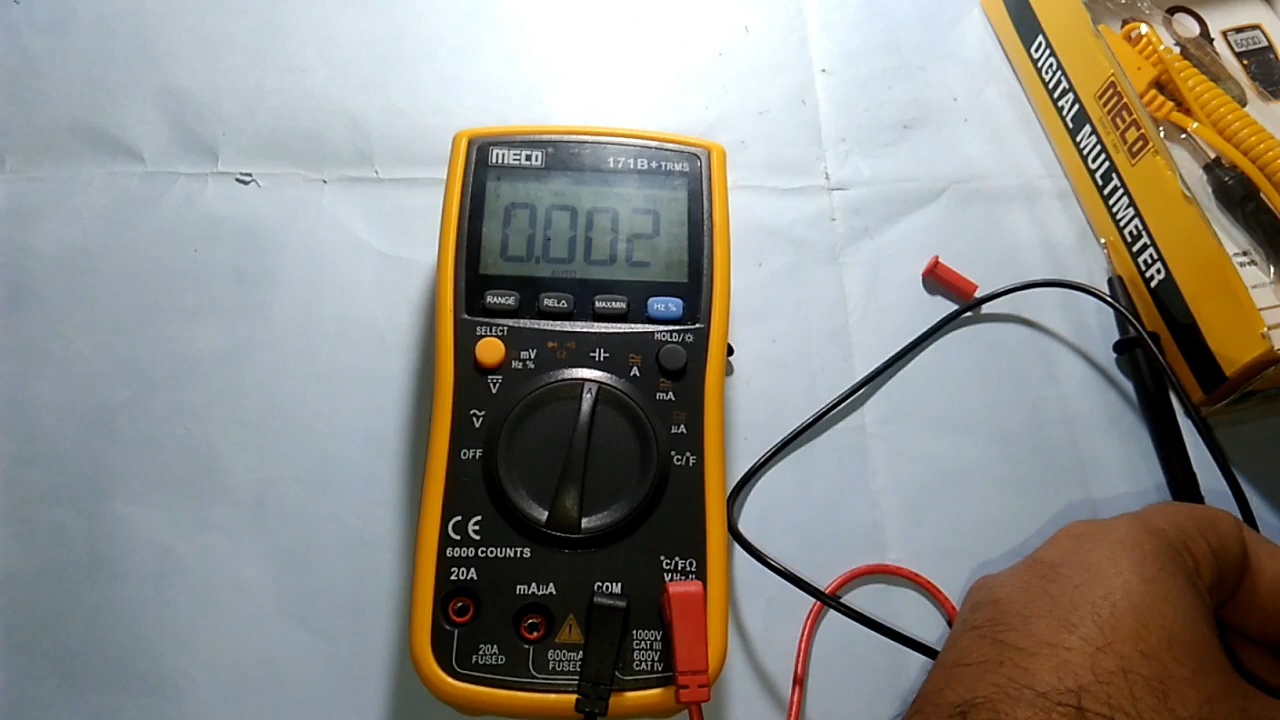 MECO
171B+TRMS
0.002
AUTO
RANGE
REL△
MAX/MIN
Hz %
SELECT
HOLD/☼
mV
Hz %
Ω
A
V
mA
V
µA
OFF
°C/°F
CE
6000 COUNTS
20A
mAµA
COM
°C/°FΩ
20A
FUSED
600mA
FUSED
1000V
CAT III
600V
CAT IV
DIGITAL MULTIMETER
MECO
6000